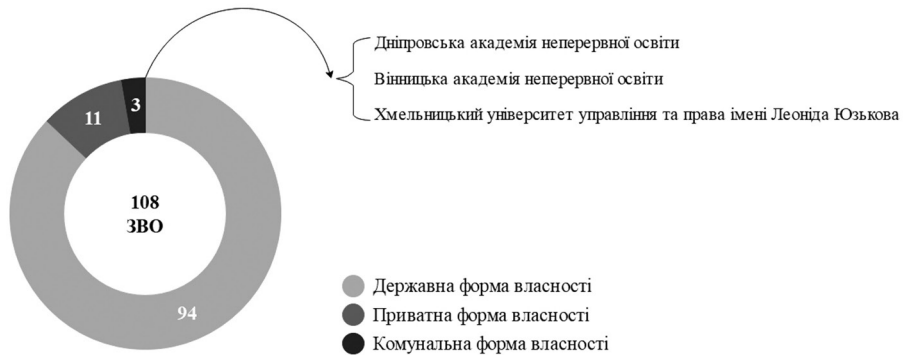 Дніпровська академія неперервної освіти
Вінницька академія неперервної освіти
Хмельницький університет управління та права імені Леоніда Юзькова
3
11
108
ЗВО
94
Державна форма власності
Приватна форма власності
Комунальна форма власності